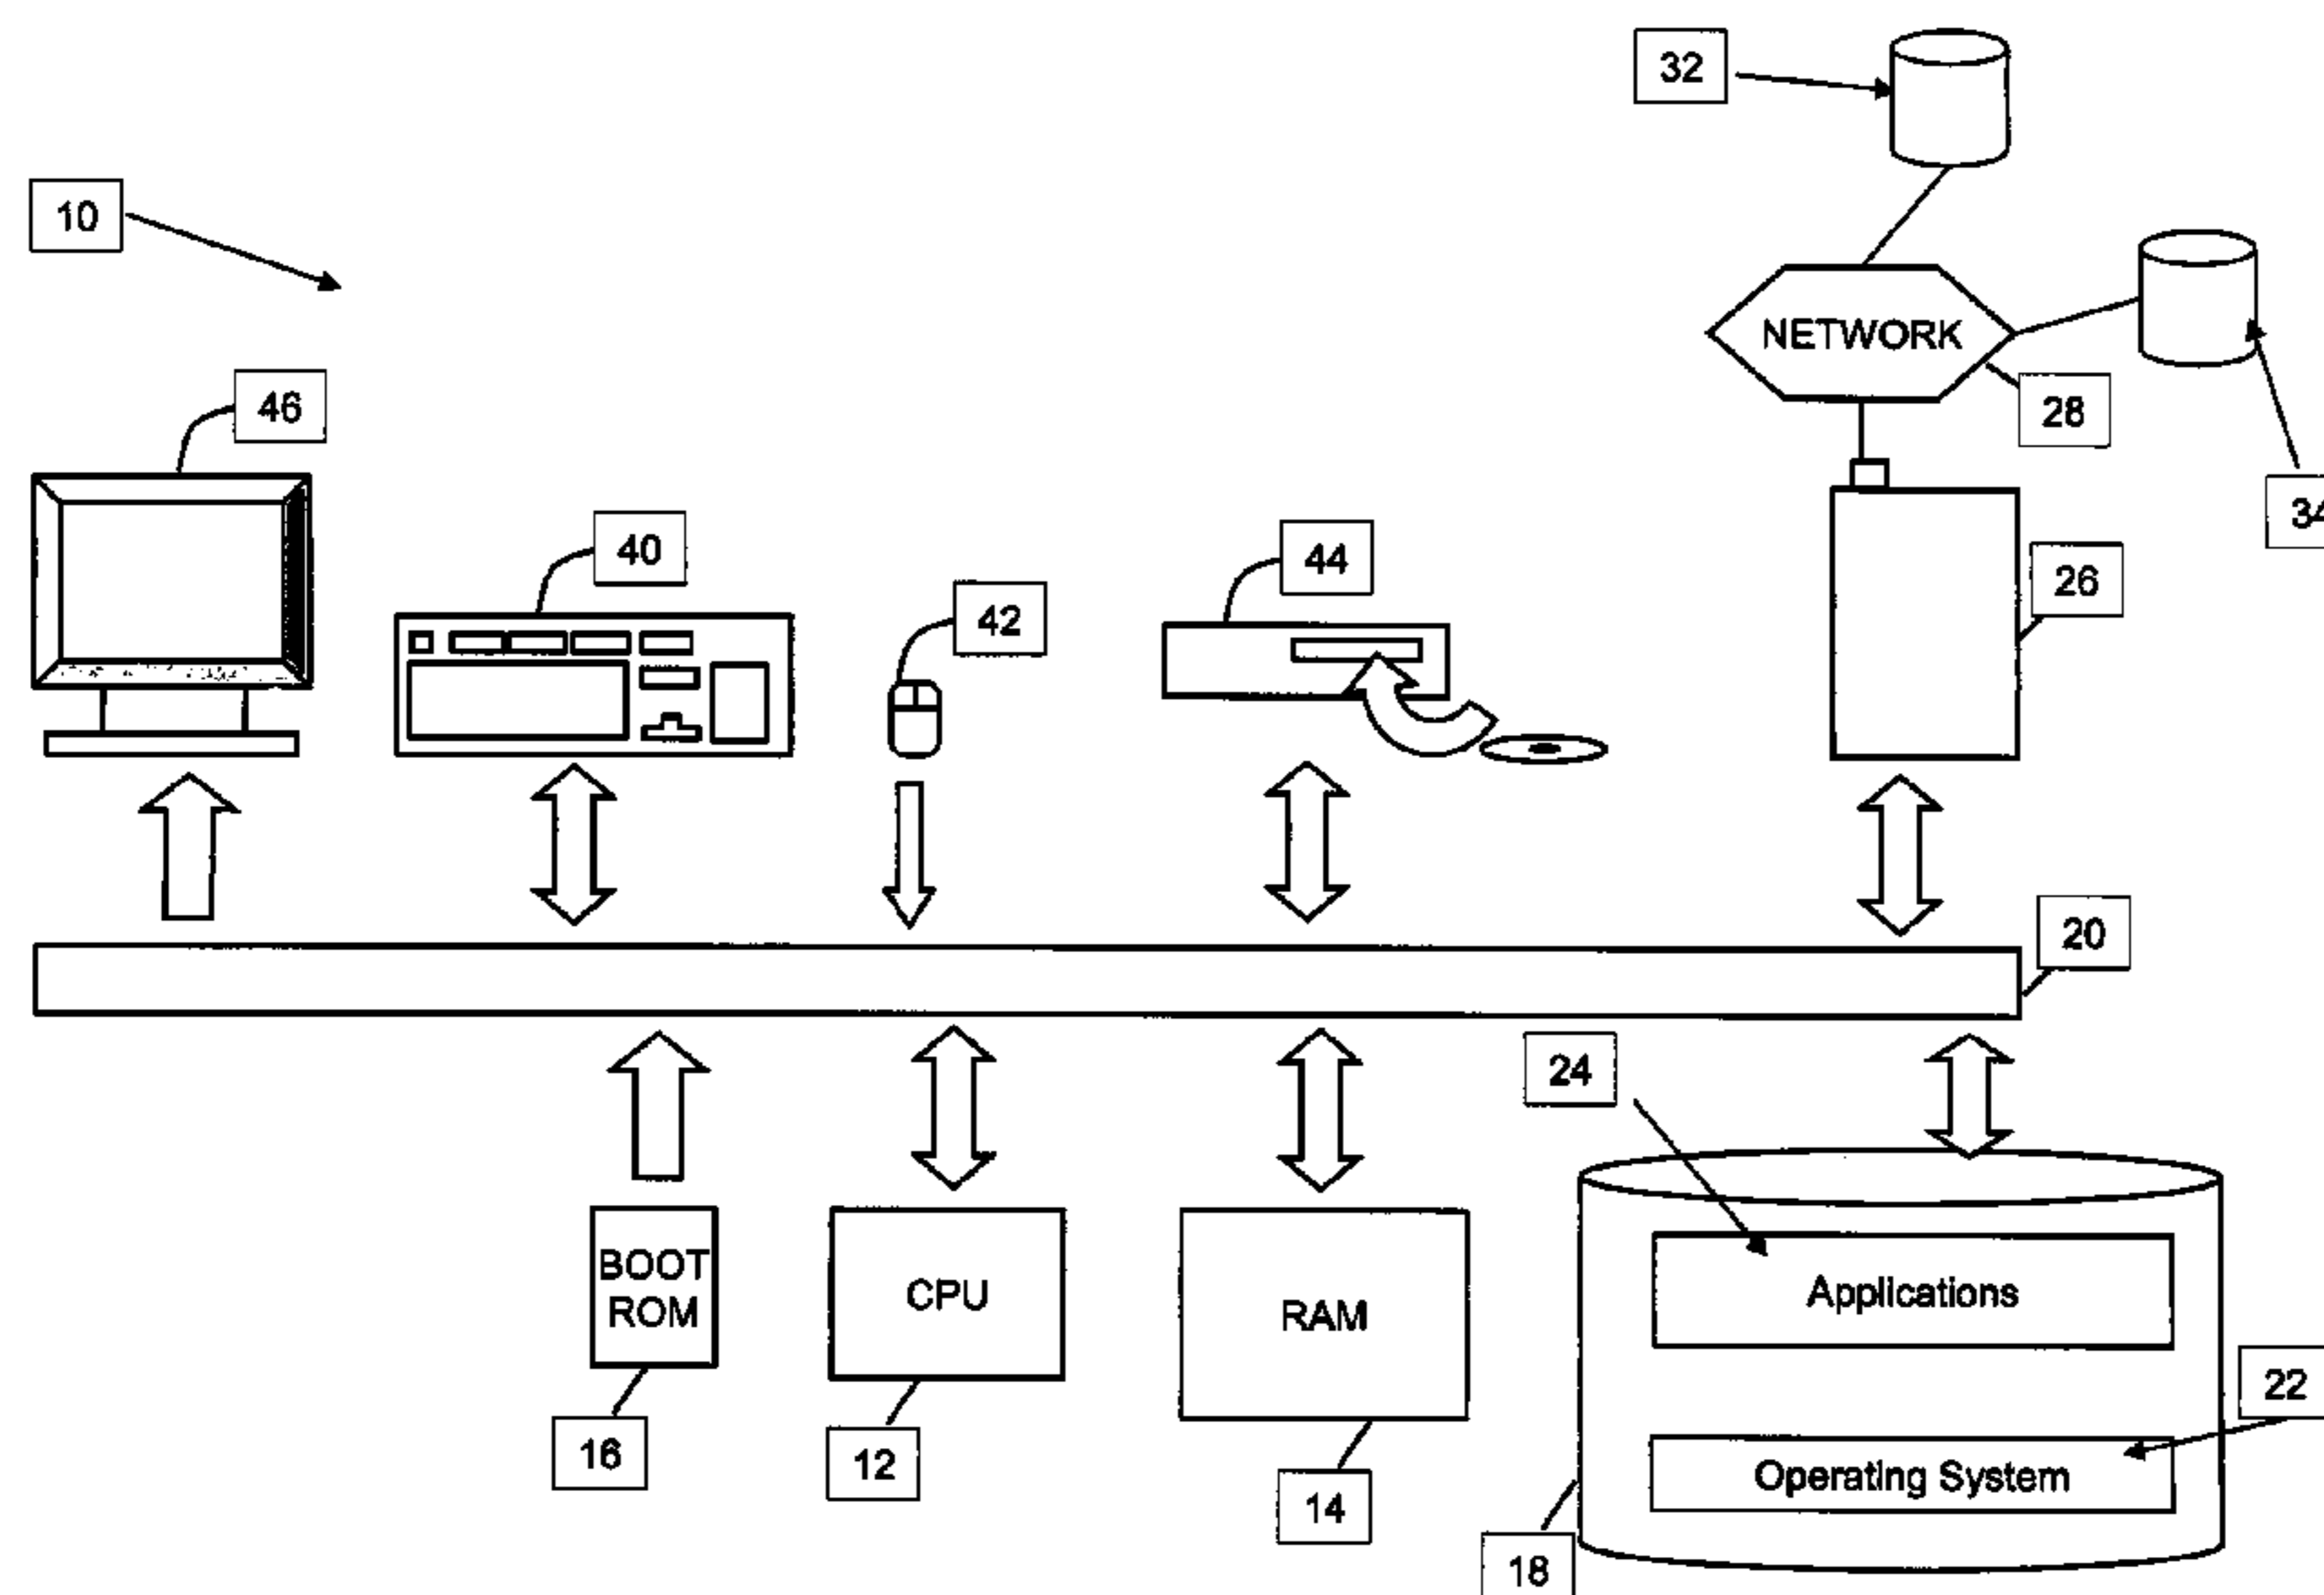 32
10
NETWORK
46
28
34
40
44
26
42
20
24
BOOT
ROM
CPU
RAM
Applications
22
16
12
Operating System
14
18